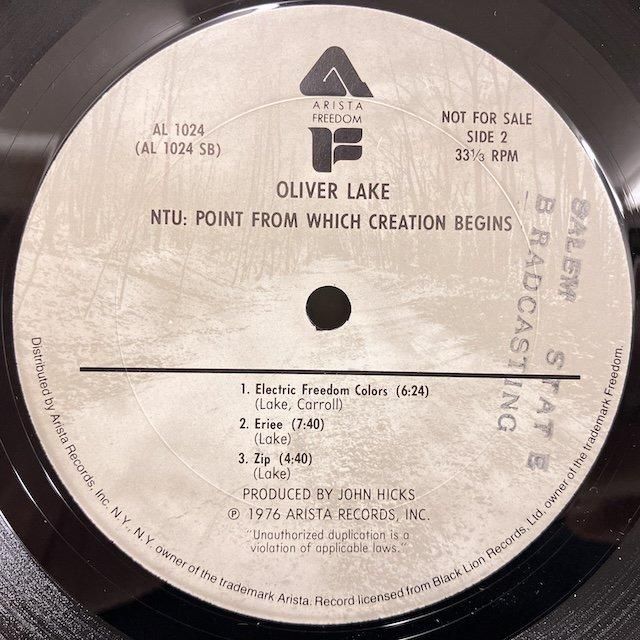 ARISTA
FREEDOM
F
AL 1024
(AL 1024 SB)
NOT FOR SALE
SIDE 2
33⅓ RPM
OLIVER LAKE
NTU: POINT FROM WHICH CREATION BEGINS
SALEM STATE
BRADCASTING
1. Electric Freedom Colors (6:24)
(Lake, Carroll)
2. Eriee (7:40)
(Lake)
3. Zip (4:40)
(Lake)
PRODUCED BY JOHN HICKS
℗ 1976 ARISTA RECORDS, INC.
"Unauthorized duplication is a
violation of applicable laws."
Distributed by Arista Records, Inc. N.Y., N.Y. owner of the trademark Arista. Record licensed from Black Lion Records, Ltd, owner of the trademark Freedom.